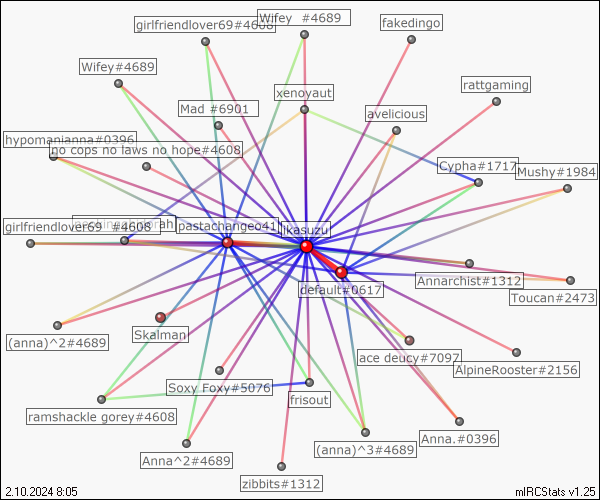 girlfriendlover69#4608
Wifey #4689
fakedingo
Wifey#4689
rattgaming
xenoyaut
Mad #6901
avelicious
hypomanianna#0396
no cops no laws no hope#4608
Cypha#1717
Mushy#1984
girlfriendlover69 #4608
pastachangeo41
ikasuzu
default#0617
Annarchist#1312
Toucan#2473
Skalman
(anna)^2#4689
ace deucy#7097
AlpineRooster#2156
Soxy Foxy#5076
frisout
ramshackle gorey#4608
Anna.#0396
(anna)^3#4689
Anna^2#4689
zibbits#1312
2.10.2024 8:05
mIRCStats v1.25